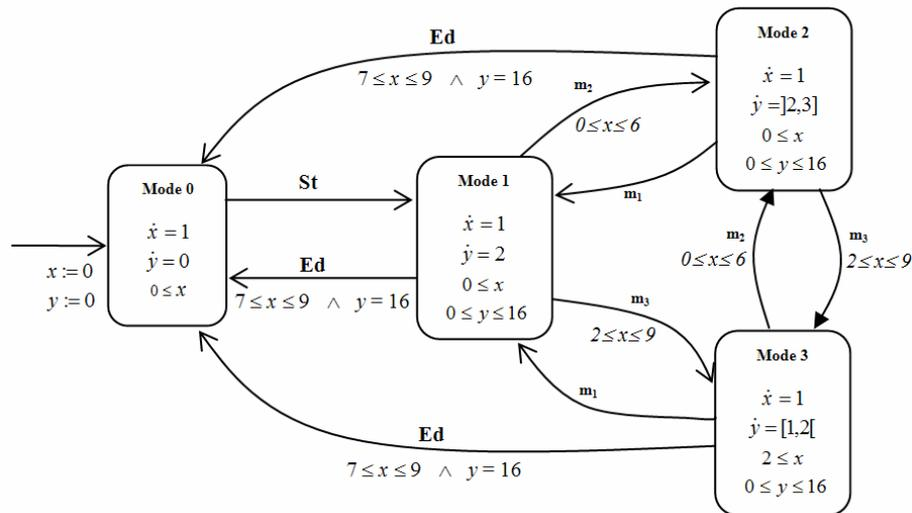 Mode 2
ẋ = 1
ẏ =]2,3]
0 ≤ x
0 ≤ y ≤ 16
Ed
7 ≤ x ≤ 9 ∧ y = 16
m₂
0≤x≤6
Mode 0
ẋ = 1
ẏ = 0
0 ≤ x
x := 0
y := 0
St
Mode 1
ẋ = 1
ẏ = 2
0 ≤ x
0 ≤ y ≤ 16
m₁
Ed
7 ≤ x ≤ 9 ∧ y = 16
m₂
0≤x≤6
m₃
2≤x≤9
m₃
2≤x≤9
m₁
Mode 3
ẋ = 1
ẏ = [1,2[
2 ≤ x
0 ≤ y ≤ 16
Ed
7 ≤ x ≤ 9 ∧ y = 16